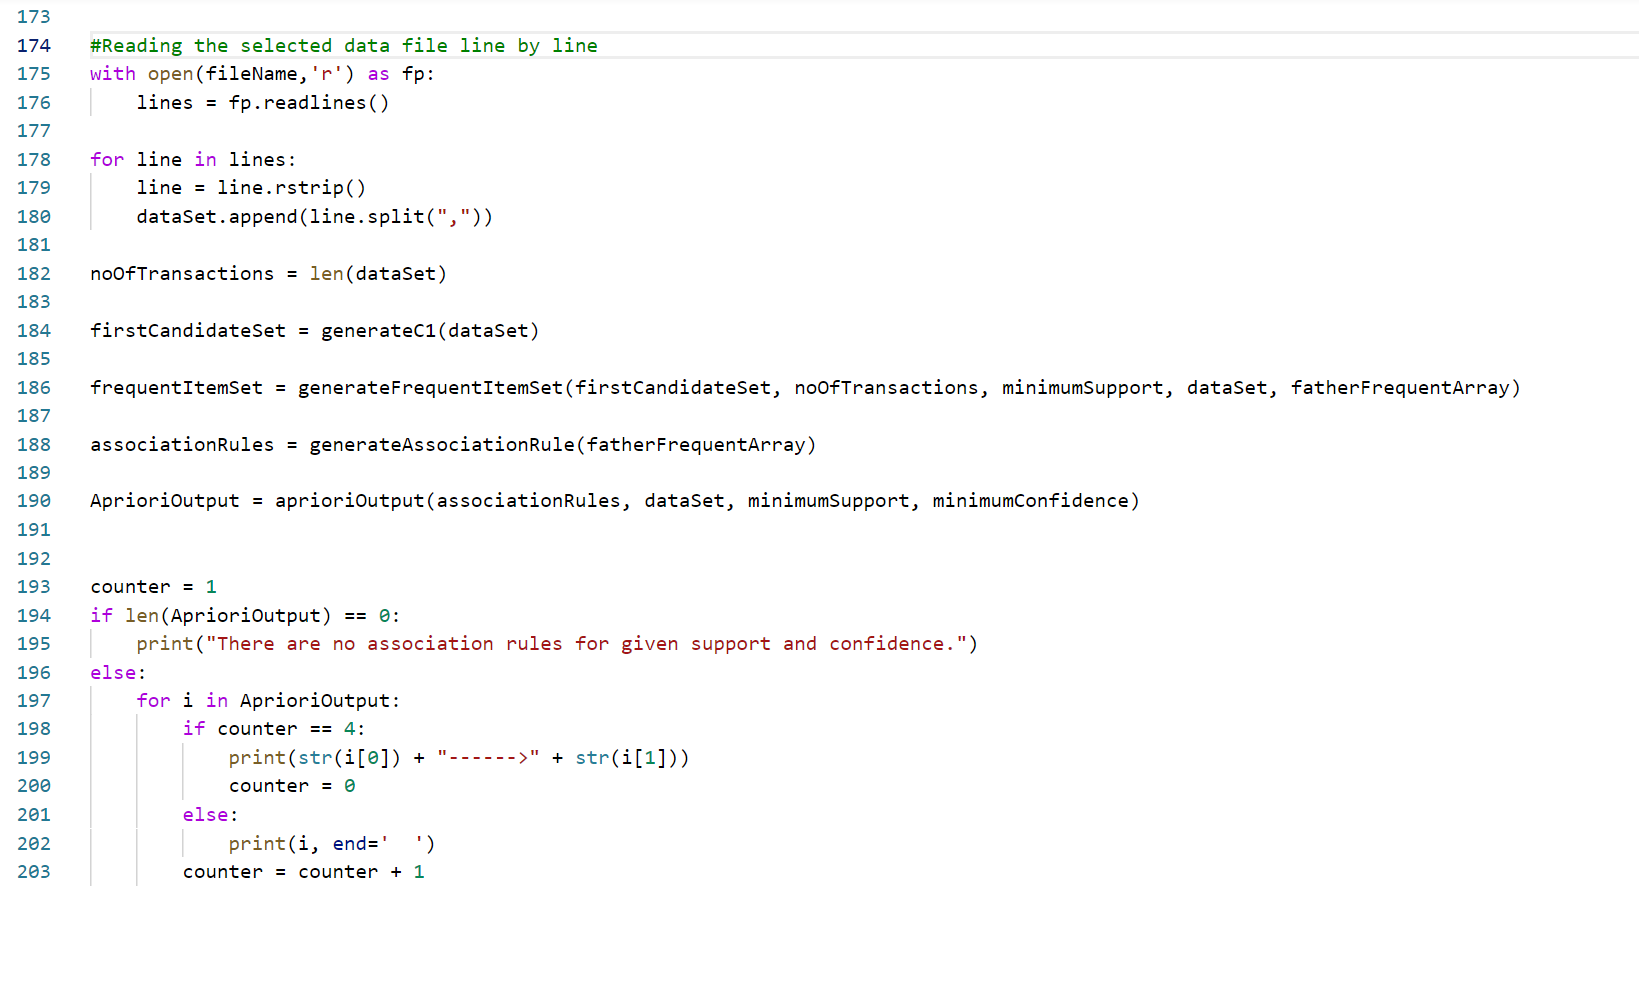 173
174 #Reading the selected data file line by line
175 with open(fileName,'r') as fp:
176     lines = fp.readlines()
177
178 for line in lines:
179     line = line.rstrip()
180     dataSet.append(line.split(","))
181
182 noOfTransactions = len(dataSet)
183
184 firstCandidateSet = generateC1(dataSet)
185
186 frequentItemSet = generateFrequentItemSet(firstCandidateSet, noOfTransactions, minimumSupport, dataSet, fatherFrequentArray)
187
188 associationRules = generateAssociationRule(fatherFrequentArray)
189
190 AprioriOutput = aprioriOutput(associationRules, dataSet, minimumSupport, minimumConfidence)
191
192
193 counter = 1
194 if len(AprioriOutput) == 0:
195     print("There are no association rules for given support and confidence.")
196 else:
197     for i in AprioriOutput:
198         if counter == 4:
199             print(str(i[0]) + "------>" + str(i[1]))
200             counter = 0
201         else:
202             print(i, end='  ')
203         counter = counter + 1